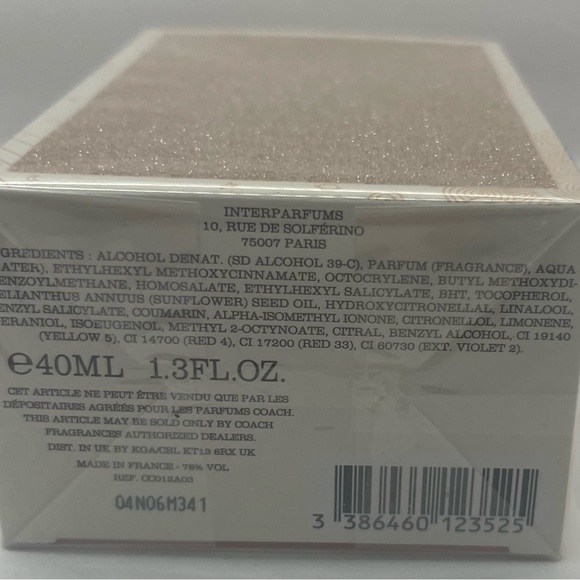 INTERPARFUMS
10, RUE DE SOLFÉRINO
75007 PARIS
GREDIENTS : ALCOHOL DENAT. (SD ALCOHOL 39-C), PARFUM (FRAGRANCE), AQUA
ATER), ETHYLHEXYL METHOXYCINNAMATE, OCTOCRYLENE, BUTYL METHOXYDI-
ENZOYLMETHANE, HOMOSALATE, ETHYLHEXYL SALICYLATE, BHT, TOCOPHEROL,
ELIANTHUS ANNUUS (SUNFLOWER) SEED OIL, HYDROXYCITRONELLAL, LINALOOL,
ENZYL SALICYLATE, COUMARIN, ALPHA-ISOMETHYL IONONE, CITRONELLOL, LIMONENE,
ERANIOL, ISOEUGENOL, METHYL 2-OCTYNOATE, CITRAL, BENZYL ALCOHOL, CI 19140
(YELLOW 5), CI 14700 (RED 4), CI 17200 (RED 33), CI 60730 (EXT. VIOLET 2).
℮40ML 1.3FL.OZ.
CET ARTICLE NE PEUT ÊTRE VENDU QUE PAR LES
DÉPOSITAIRES AGRÉÉS POUR LES PARFUMS COACH.
THIS ARTICLE MAY BE SOLD ONLY BY COACH
FRAGRANCES AUTHORIZED DEALERS.
DIST. IN UK BY KGA/CSL KT13 8RX UK
MADE IN FRANCE - 78% VOL
REF. CC012A03
04N06M341
3 386460 123525